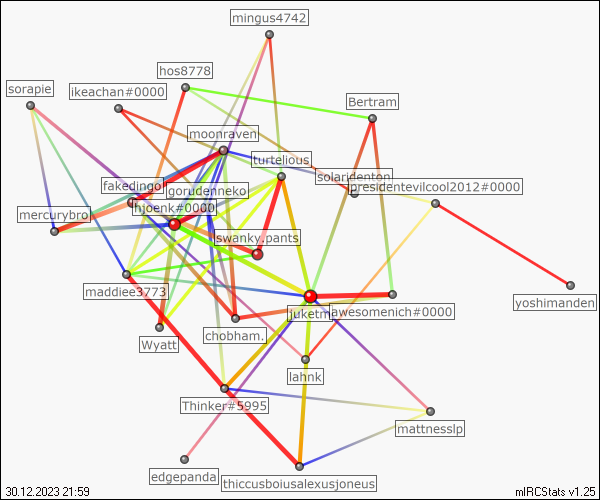 mingus4742
hos8778
sorapie
ikeachan#0000
Bertram
moonraven
turtelious
solaridenton
fakedingo
gorudenneko
presidentevilcool2012#0000
hjoenk#0000
mercurybro
swanky.pants
maddiee3773
yoshimanden
juketm
awesomenich#0000
Wyatt
chobham.
lahnk
Thinker#5995
mattnesslp
edgepanda
thiccusboiusalexusjoneus
30.12.2023 21:59
mIRCStats v1.25